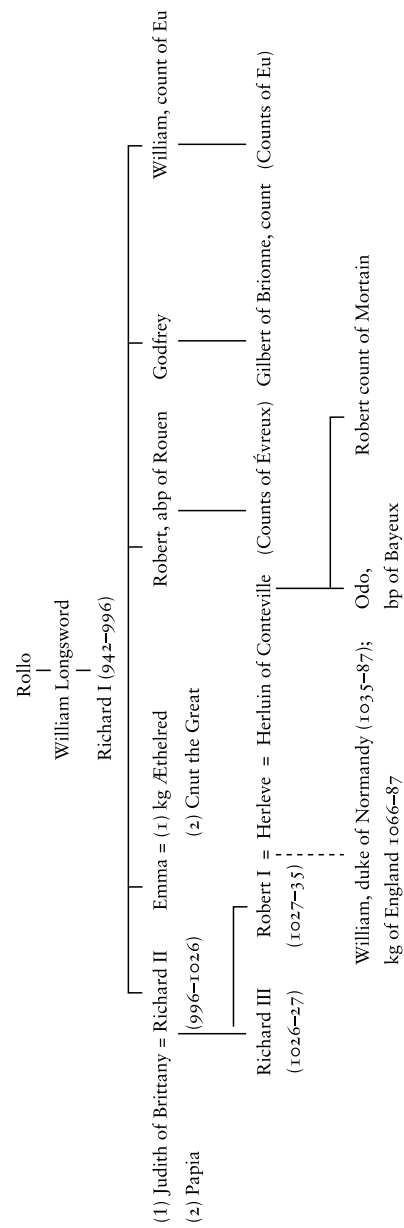 Rollo
William Longsword
Richard I (942–996)
(1) Judith of Brittany = Richard II
(996–1026)
(2) Papia
Emma = (1) kg Æthelred
(2) Cnut the Great
Robert, abp of Rouen
Godfrey
William, count of Eu
Richard III
(1026–27)
Robert I = Herleve = Herluin of Conteville
(1027–35)
(Counts of Évreux)
Gilbert of Brionne, count
(Counts of Eu)
William, duke of Normandy (1035–87);
kg of England 1066–87
Odo,
bp of Bayeux
Robert count of Mortain